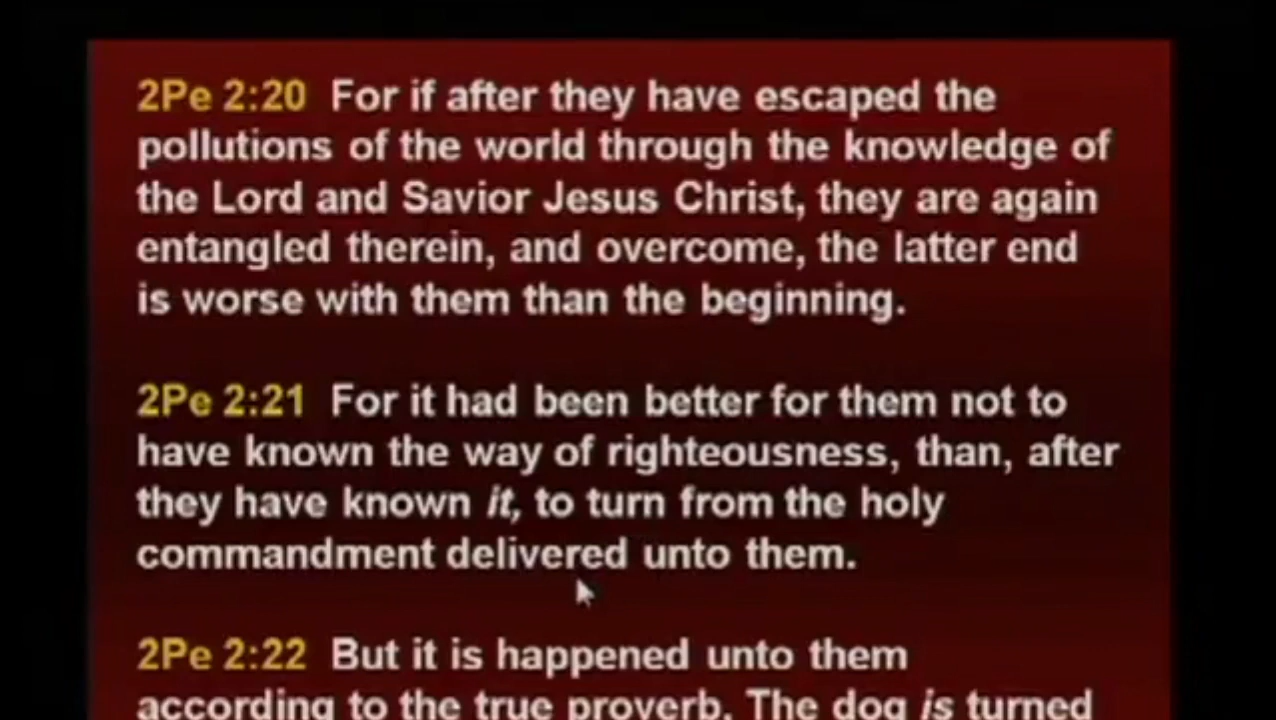 2Pe 2:20 For if after they have escaped the
pollutions of the world through the knowledge of
the Lord and Savior Jesus Christ, they are again
entangled therein, and overcome, the latter end
is worse with them than the beginning.
2Pe 2:21 For it had been better for them not to
have known the way of righteousness, than, after
they have known it, to turn from the holy
commandment delivered unto them.
2Pe 2:22 But it is happened unto them
according to the true proverb, The dog is turned